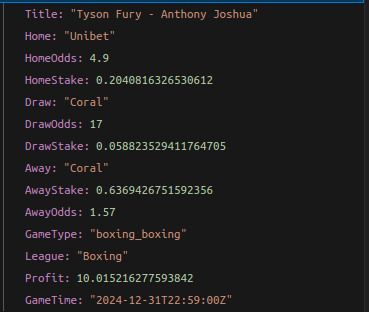 Title: "Tyson Fury - Anthony Joshua"
Home: "Unibet"
HomeOdds: 4.9
HomeStake: 0.2040816326530612
Draw: "Coral"
DrawOdds: 17
DrawStake: 0.058823529411764705
Away: "Coral"
AwayStake: 0.6369426751592356
AwayOdds: 1.57
GameType: "boxing_boxing"
League: "Boxing"
Profit: 10.015216277593842
GameTime: "2024-12-31T22:59:00Z"